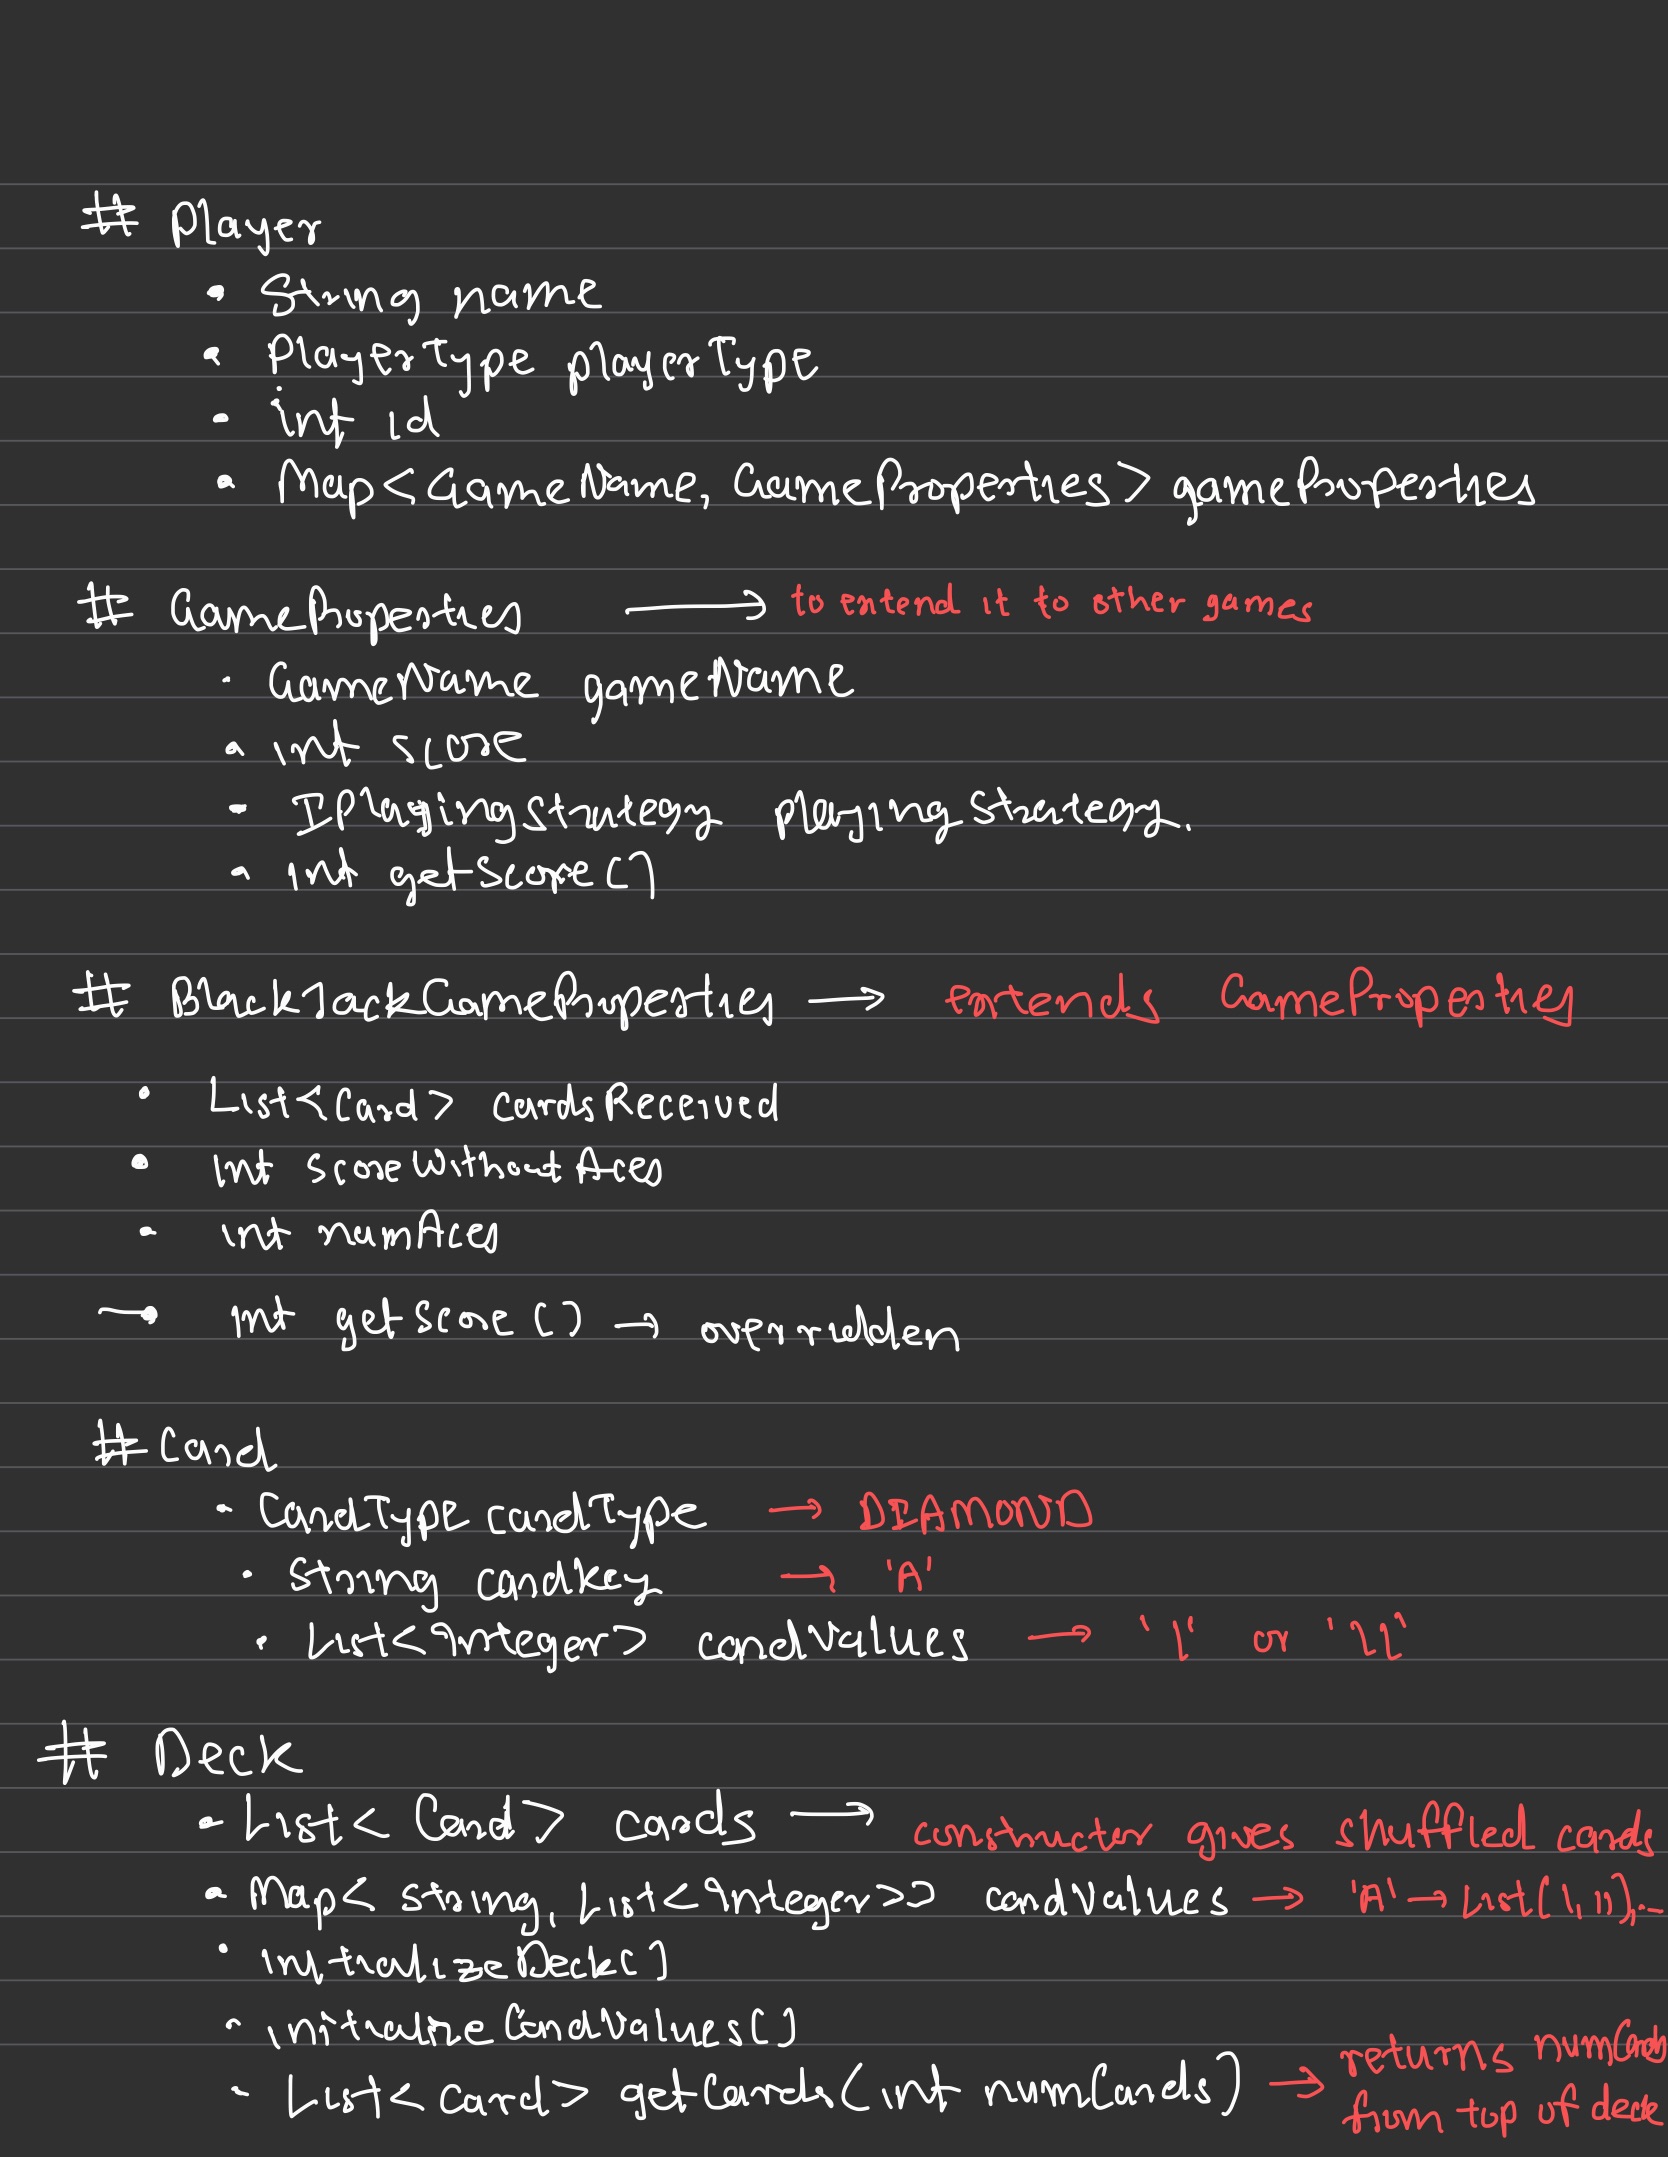 # Player
• String name
• PlayerType playerType
• int id
• Map<GameName, GameProperties> gameProperties
# GameProperties → to extend it to other games
• GameName gameName
• int score
• IPlayingStrategy playingStrategy.
• int getScore()
# BlackJackGameProperties → extends GameProperties
• List<Card> cardsReceived
• int scoreWithoutAces
• int numAces
→ int getScore() → overridden
# Card
• CardType cardType → DIAMOND
• String cardKey → 'A'
• List<Integer> cardValues → '1' or '11'
# Deck
• List<Card> cards → constructor gives shuffled cards
• Map<String, List<Integer>> cardValues → 'A' → List(1,11),..
• initializeDeck()
• initializeCardValues()
• List<Card> getCards(int numCards) → returns numCards
from top of deck